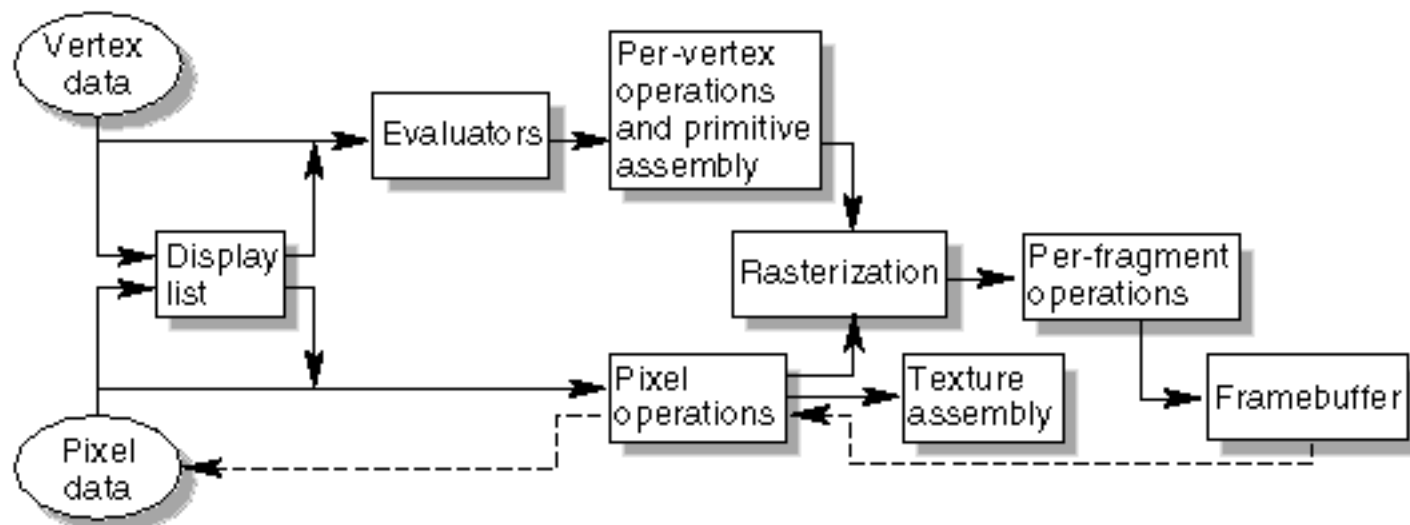 Vertex
data
Evaluators
Per-vertex
operations
and primitive
assembly
Display
list
Rasterization
Per-fragment
operations
Pixel
operations
Texture
assembly
Framebuffer
Pixel
data